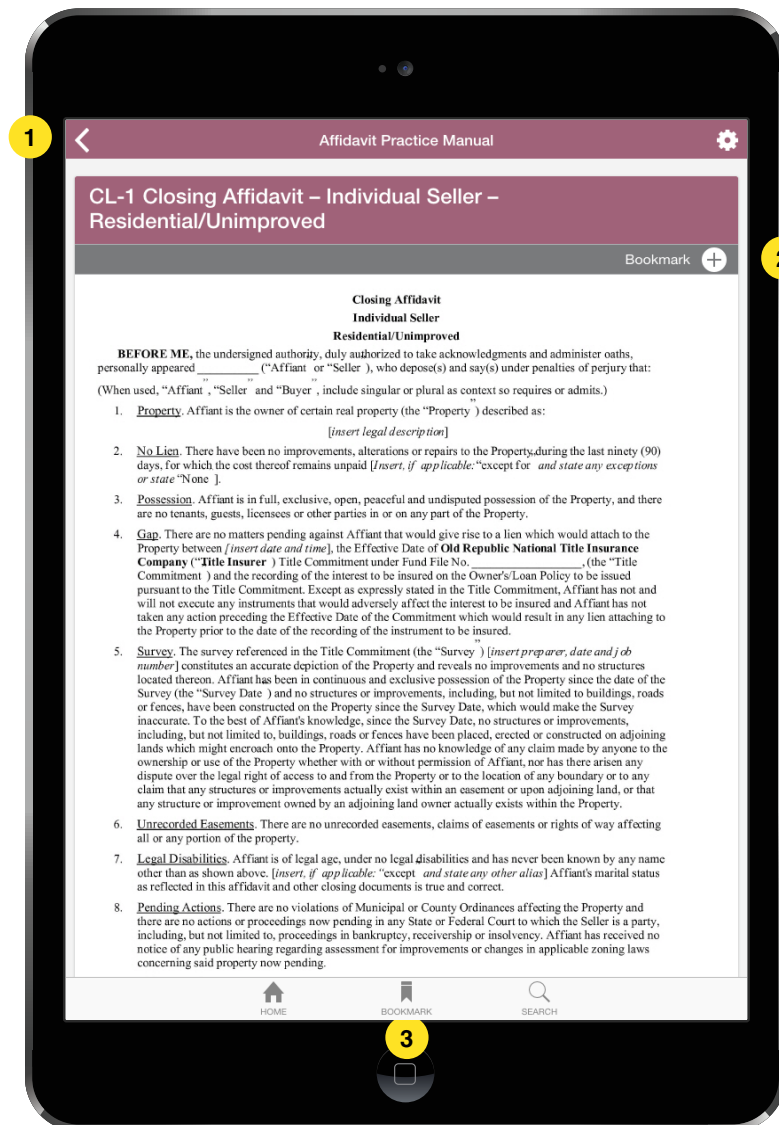 1
Affidavit Practice Manual
CL-1 Closing Affidavit – Individual Seller –
Residential/Unimproved
Bookmark
2
Closing Affidavit
Individual Seller
Residential/Unimproved
BEFORE ME, the undersigned authority, duly authorized to take acknowledgments and administer oaths,
personally appeared __________ (“Affiant” or “Seller”), who depose(s) and say(s) under penalties of perjury that:
(When used, “Affiant”, “Seller” and “Buyer”, include singular or plural as context so requires or admits.)
1. Property. Affiant is the owner of certain real property (the “Property”) described as:
[insert legal description]
2. No Lien. There have been no improvements, alterations or repairs to the Property during the last ninety (90)
days, for which the cost thereof remains unpaid [Insert, if applicable: “except for” and state any exceptions
or state “None”].
3. Possession. Affiant is in full, exclusive, open, peaceful and undisputed possession of the Property, and there
are no tenants, guests, licensees or other parties in or on any part of the Property.
4. Gap. There are no matters pending against Affiant that would give rise to a lien which would attach to the
Property between [insert date and time], the Effective Date of Old Republic National Title Insurance
Company (“Title Insurer”) Title Commitment under Fund File No. __________________, (the “Title
Commitment”) and the recording of the interest to be insured on the Owner's/Loan Policy to be issued
pursuant to the Title Commitment. Except as expressly stated in the Title Commitment, Affiant has not and
will not execute any instruments that would adversely affect the interest to be insured and Affiant has not
taken any action preceding the Effective Date of the Commitment which would result in any lien attaching to
the Property prior to the date of the recording of the instrument to be insured.
5. Survey. The survey referenced in the Title Commitment (the “Survey”) [insert preparer, date and job
number] constitutes an accurate depiction of the Property and reveals no improvements and no structures
located thereon. Affiant has been in continuous and exclusive possession of the Property since the date of the
Survey (the “Survey Date”) and no structures or improvements, including, but not limited to buildings, roads
or fences, have been constructed on the Property since the Survey Date, which would make the Survey
inaccurate. To the best of Affiant's knowledge, since the Survey Date, no structures or improvements,
including, but not limited to, buildings, roads or fences have been placed, erected or constructed on adjoining
lands which might encroach onto the Property. Affiant has no knowledge of any claim made by anyone to the
ownership or use of the Property whether with or without permission of Affiant, nor has there arisen any
dispute over the legal right of access to and from the Property or to the location of any boundary or to any
claim that any structures or improvements actually exist within an easement or upon adjoining land, or that
any structure or improvement owned by an adjoining land owner actually exists within the Property.
6. Unrecorded Easements. There are no unrecorded easements, claims of easements or rights of way affecting
all or any portion of the property.
7. Legal Disabilities. Affiant is of legal age, under no legal disabilities and has never been known by any name
other than as shown above. [insert, if applicable: “except” and state any other alias] Affiant's marital status
as reflected in this affidavit and other closing documents is true and correct.
8. Pending Actions. There are no violations of Municipal or County Ordinances affecting the Property and
there are no actions or proceedings now pending in any State or Federal Court to which the Seller is a party,
including, but not limited to, proceedings in bankruptcy, receivership or insolvency. Affiant has received no
notice of any public hearing regarding assessment for improvements or changes in applicable zoning laws
concerning said property now pending.
HOME
BOOKMARK
SEARCH
3